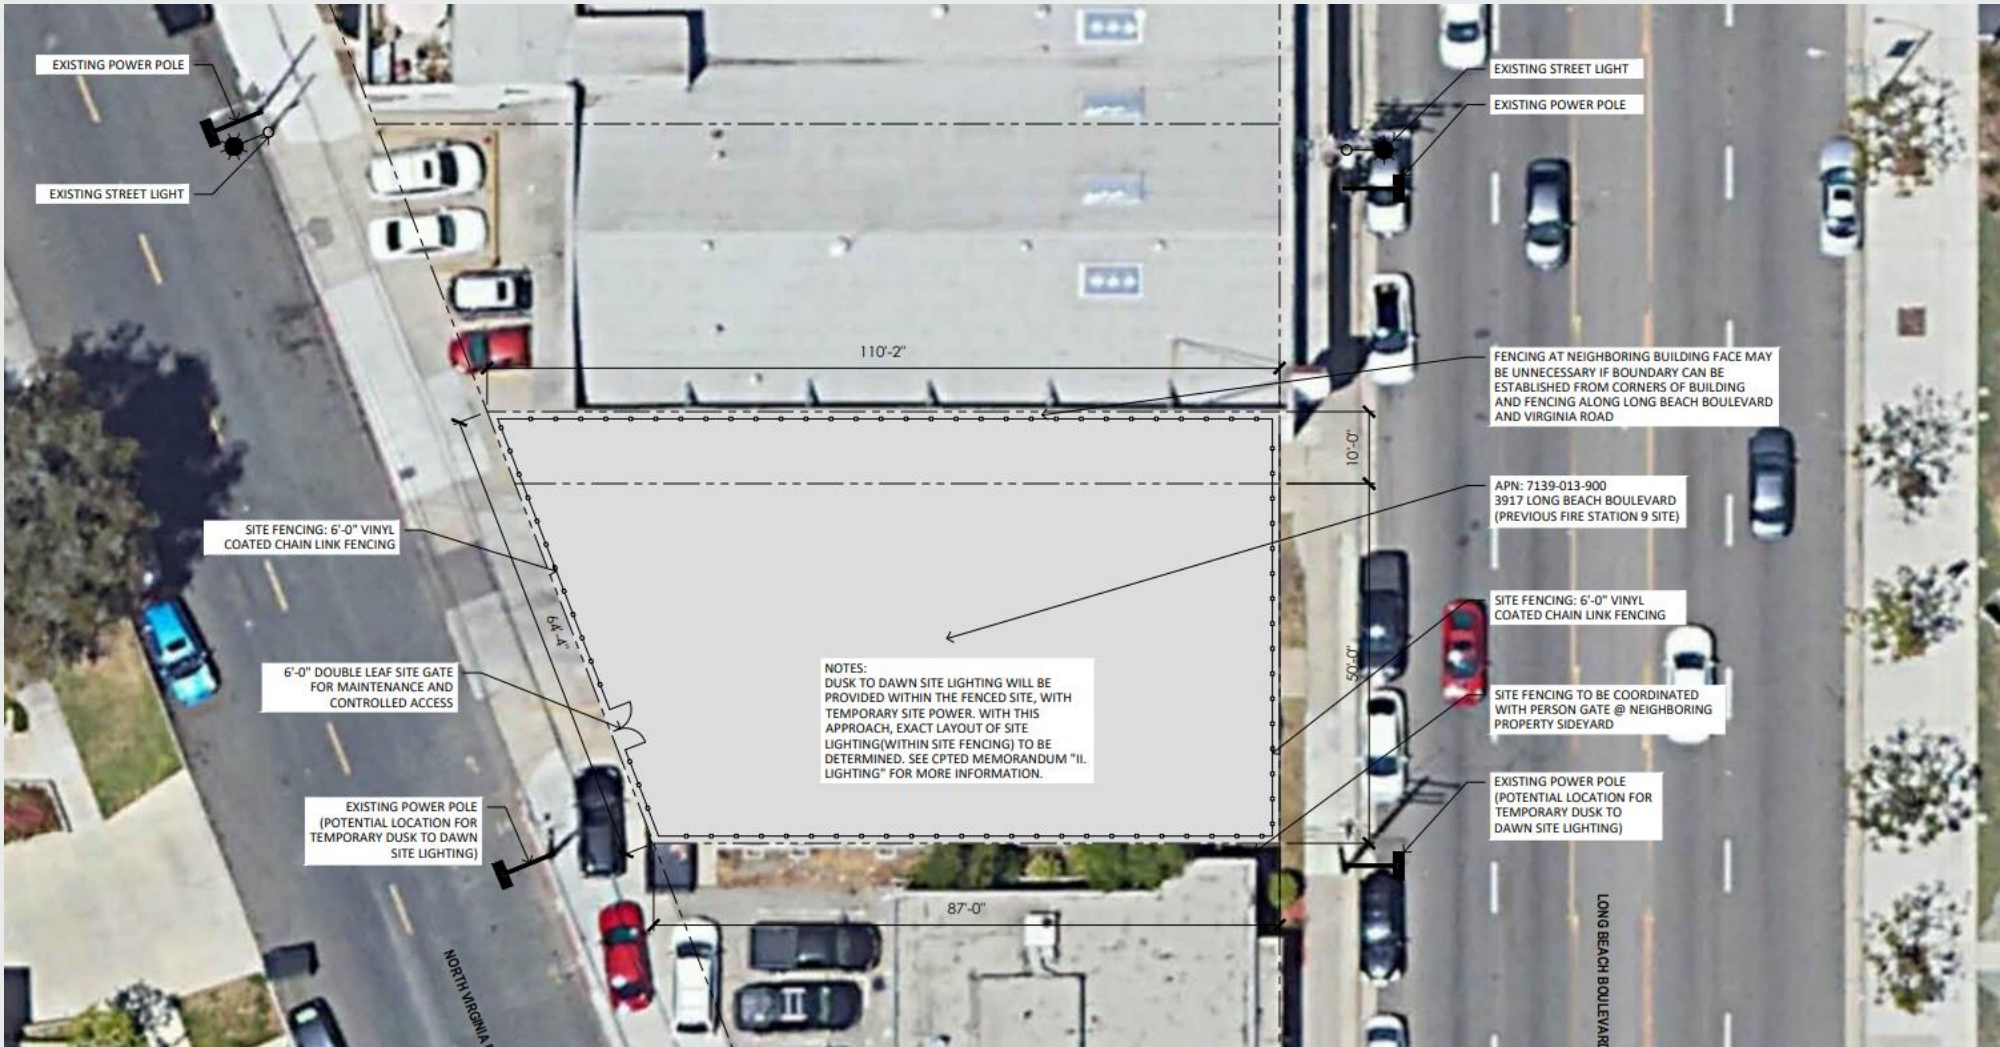 EXISTING POWER POLE
EXISTING STREET LIGHT
EXISTING STREET LIGHT
EXISTING POWER POLE
110'-2"
FENCING AT NEIGHBORING BUILDING FACE MAY
BE UNNECESSARY IF BOUNDARY CAN BE
ESTABLISHED FROM CORNERS OF BUILDING
AND FENCING ALONG LONG BEACH BOULEVARD
AND VIRGINIA ROAD
10'-0"
APN: 7139-013-900
3917 LONG BEACH BOULEVARD
(PREVIOUS FIRE STATION 9 SITE)
SITE FENCING: 6'-0" VINYL
COATED CHAIN LINK FENCING
64'-4"
SITE FENCING: 6'-0" VINYL
COATED CHAIN LINK FENCING
6'-0" DOUBLE LEAF SITE GATE
FOR MAINTENANCE AND
CONTROLLED ACCESS
NOTES:
DUSK TO DAWN SITE LIGHTING WILL BE
PROVIDED WITHIN THE FENCED SITE, WITH
TEMPORARY SITE POWER. WITH THIS
APPROACH, EXACT LAYOUT OF SITE
LIGHTING(WITHIN SITE FENCING) TO BE
DETERMINED. SEE CPTED MEMORANDUM "II.
LIGHTING" FOR MORE INFORMATION.
50'-0"
SITE FENCING TO BE COORDINATED
WITH PERSON GATE @ NEIGHBORING
PROPERTY SIDEYARD
EXISTING POWER POLE
(POTENTIAL LOCATION FOR
TEMPORARY DUSK TO DAWN
SITE LIGHTING)
EXISTING POWER POLE
(POTENTIAL LOCATION FOR
TEMPORARY DUSK TO
DAWN SITE LIGHTING)
87'-0"
NORTH VIRGINIA
LONG BEACH BOULEVARD